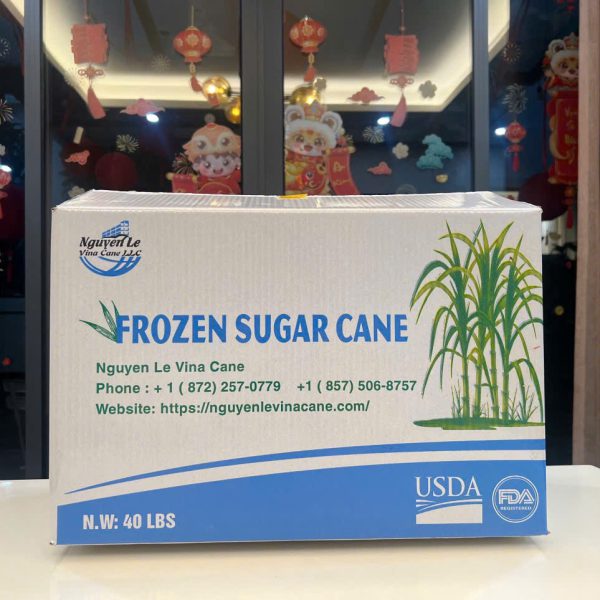 Nguyen Le
Vina Cane LLC
FROZEN SUGAR CANE
Nguyen Le Vina Cane
Phone : + 1 ( 872) 257-0779 +1 ( 857) 506-8757
Website: https://nguyenlevinacane.com/
N.W: 40 LBS
USDA
FDA
REGISTERED